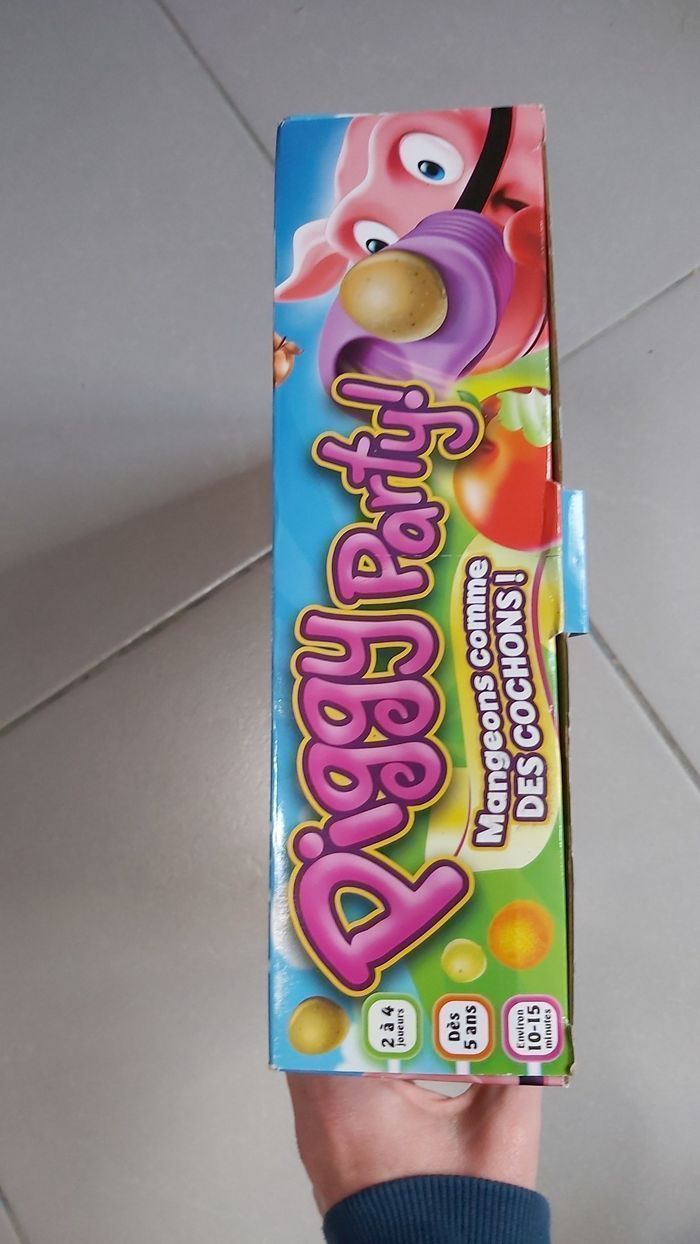 Piggy Party!
Mangeons comme
DES COCHONS!
2 à 4
joueurs
Dès
5 ans
Environ
10-15
minutes